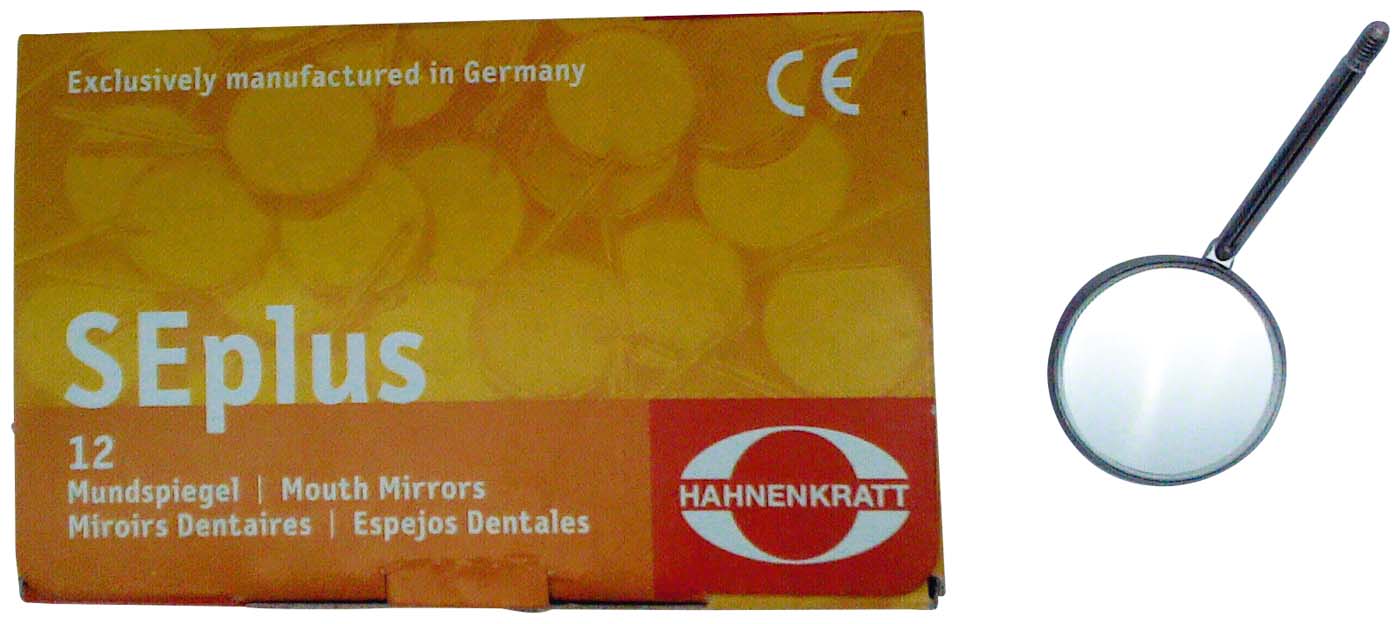 Exclusively manufactured in Germany
CE
SEplus
12
Mundspiegel | Mouth Mirrors
Miroirs Dentaires | Espejos Dentales
HAHNENKRATT